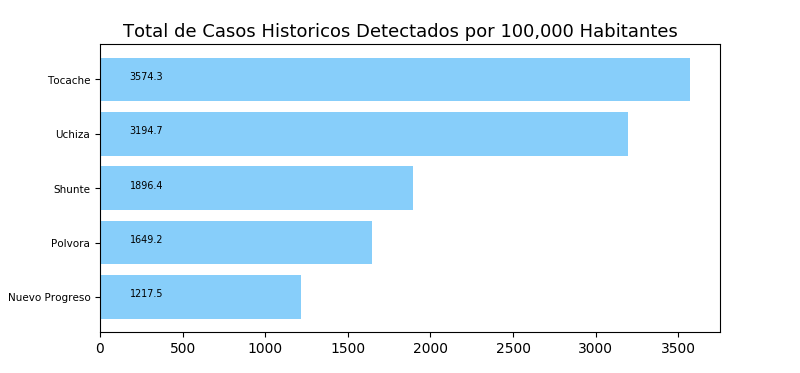 Total de Casos Historicos Detectados por 100,000 Habitantes
Tocache 3574.3
Uchiza 3194.7
Shunte 1896.4
Polvora 1649.2
Nuevo Progreso 1217.5
0 500 1000 1500 2000 2500 3000 3500